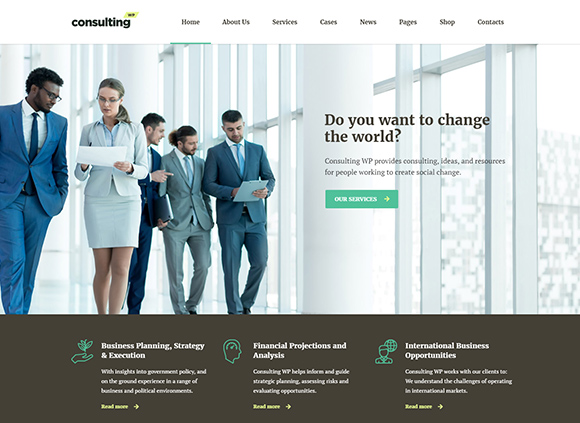 consulting WP
Home About Us Services Cases News Pages Shop Contacts
Do you want to change
the world?
Consulting WP provides consulting, ideas, and resources
for people working to create social change.
OUR SERVICES
Business Planning, Strategy
& Execution
With insights into government policy, and
on the ground experience in a range of
business and political environments.
Read more
Financial Projections and
Analysis
Consulting WP helps inform and guide
strategic planning, assessing risks and
evaluating opportunities.
Read more
International Business
Opportunities
Consulting WP works with our clients to:
We understand the challenges of operating
in international markets.
Read more